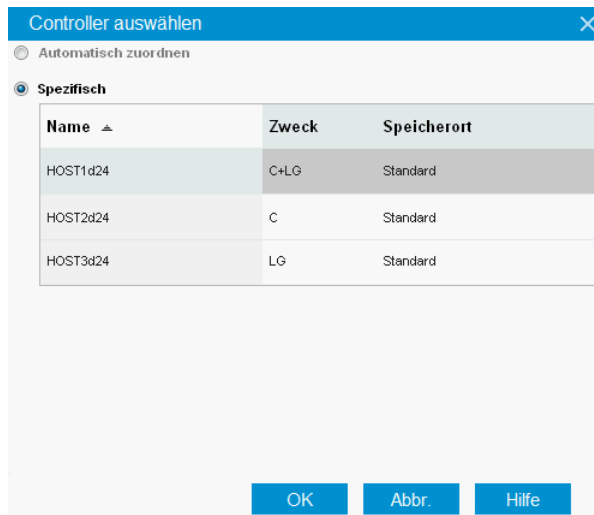 Controller auswählen
Automatisch zuordnen
Spezifisch
Name Zweck Speicherort
HOST1d24 C+LG Standard
HOST2d24 C Standard
HOST3d24 LG Standard
OK Abbr. Hilfe